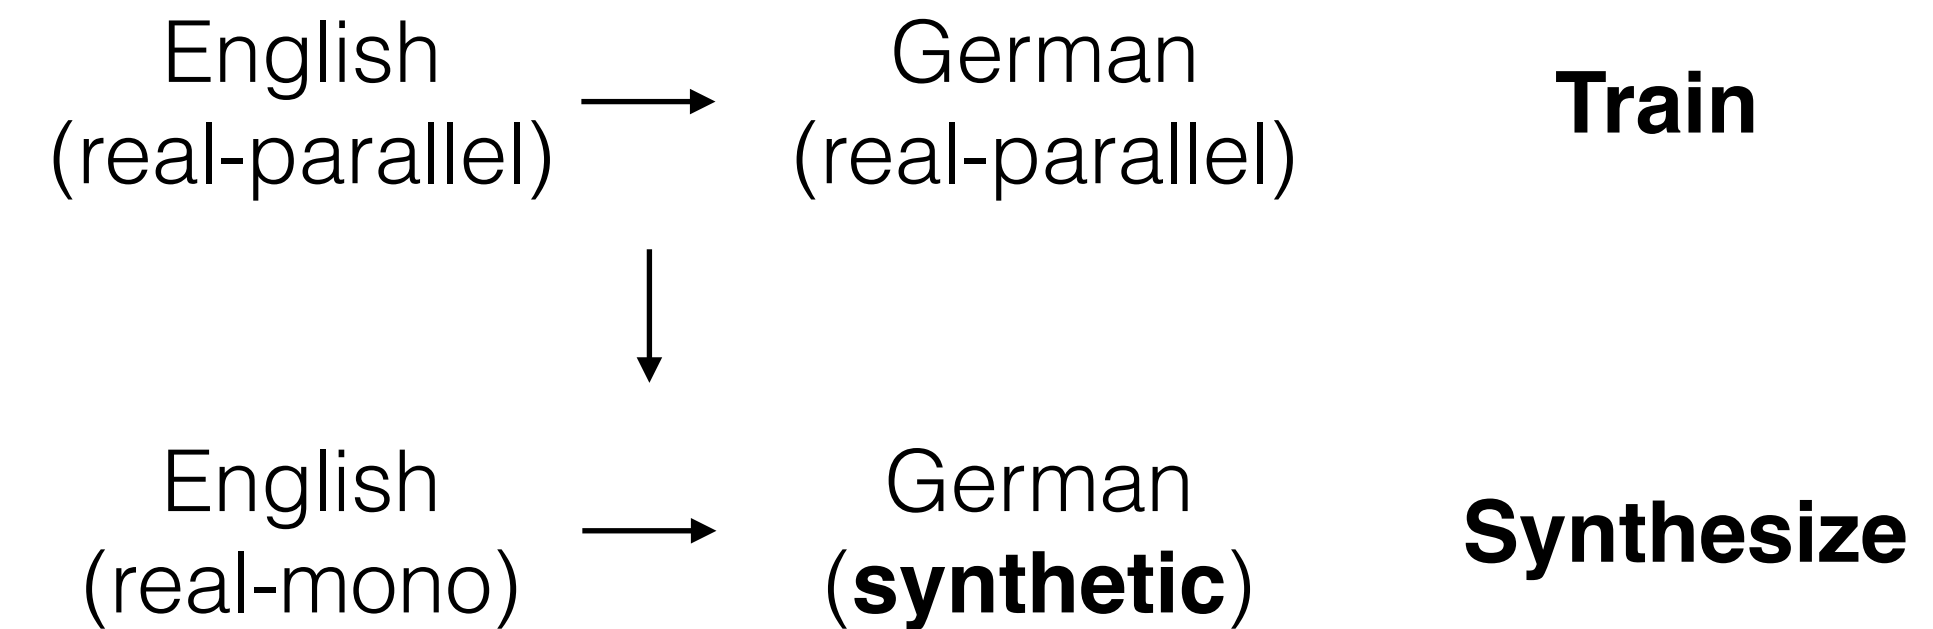 English
(real-parallel)
German
(real-parallel)
Train
English
(real-mono)
German
(synthetic)
Synthesize